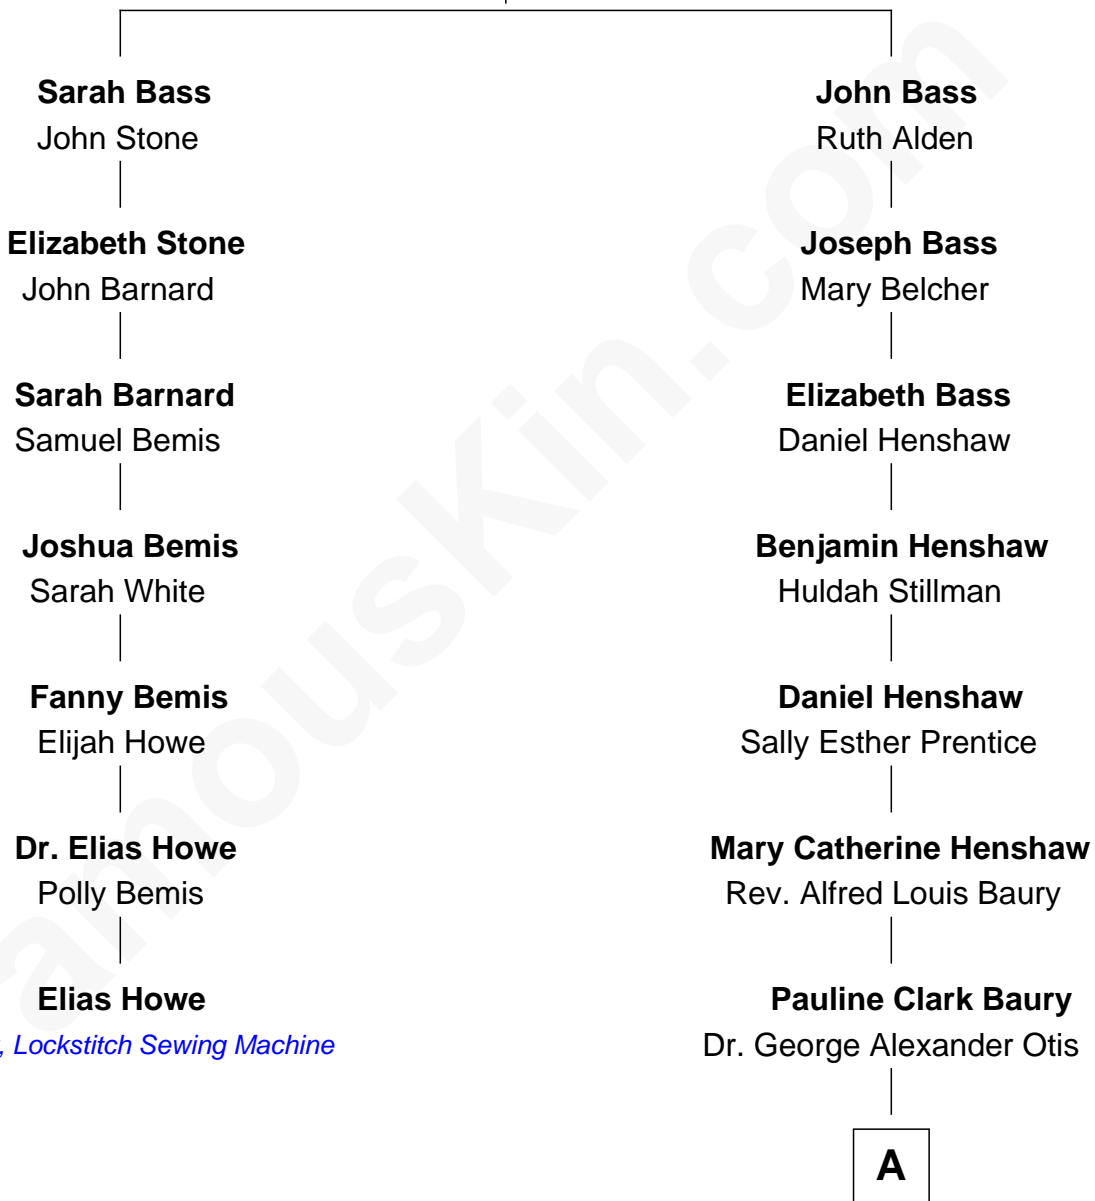 Sarah Bass
John Stone
Elizabeth Stone
John Barnard
Sarah Barnard
Samuel Bemis
Joshua Bemis
Sarah White
Fanny Bemis
Elijah Howe
Dr. Elias Howe
Polly Bemis
Elias Howe
, Lockstitch Sewing Machine
John Bass
Ruth Alden
Joseph Bass
Mary Belcher
Elizabeth Bass
Daniel Henshaw
Benjamin Henshaw
Huldah Stillman
Daniel Henshaw
Sally Esther Prentice
Mary Catherine Henshaw
Rev. Alfred Louis Baury
Pauline Clark Baury
Dr. George Alexander Otis
A
amousKin.com